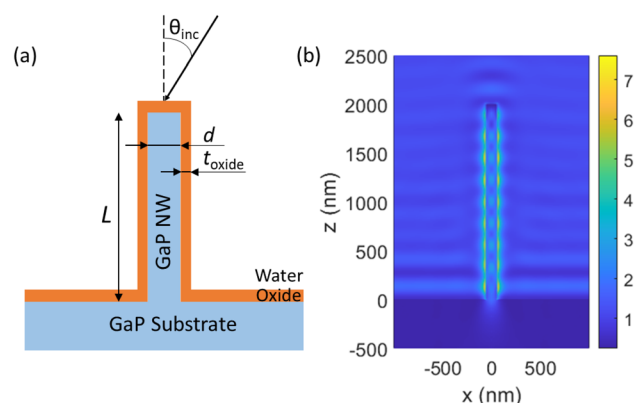 (a)
θinc
d
toxide
L
GaP NW
Water
Oxide
GaP Substrate
(b)
2500
2000
1500
1000
500
0
-500
z (nm)
-500 0 500
x (nm)
7
6
5
4
3
2
1